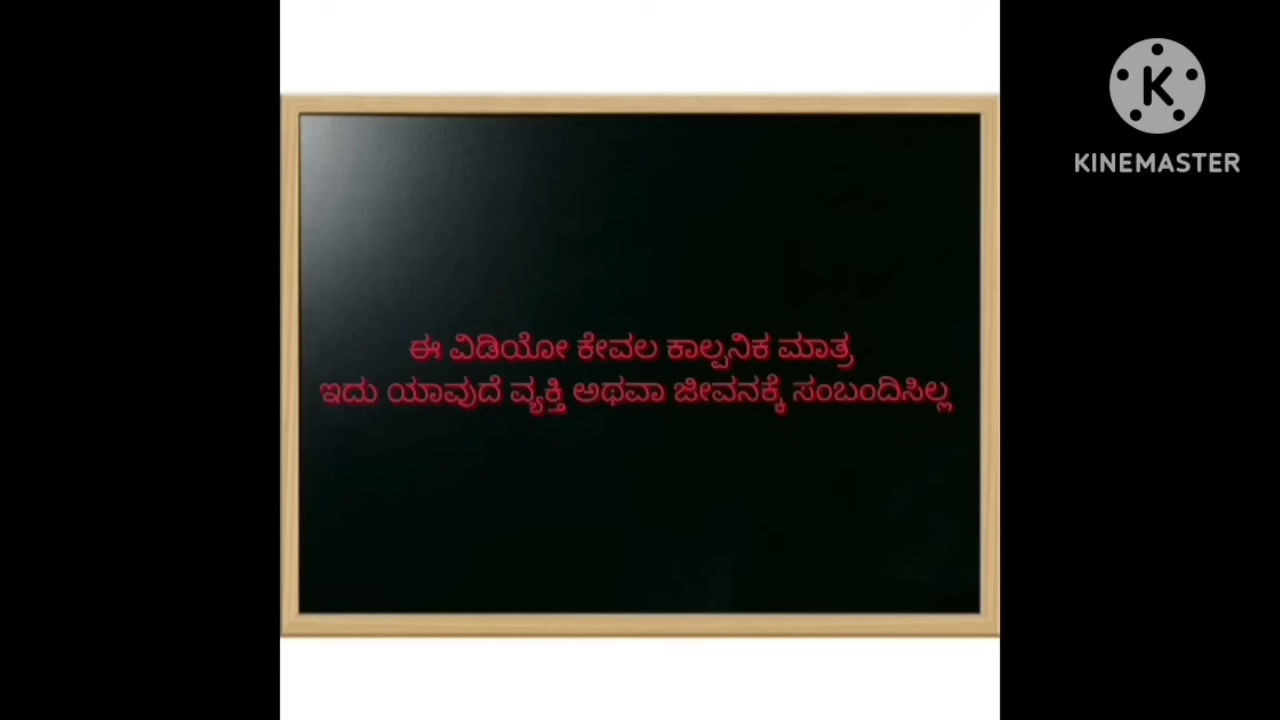 ಈ ವಿಡಿಯೋ ಕೇವಲ ಕಾಲ್ಪನಿಕ ಮಾತ್ರ
ಇದು ಯಾವುದೆ ವ್ಯಕ್ತಿ ಅಥವಾ ಜೀವನಕ್ಕೆ ಸಂಬಂದಿಸಿಲ್ಲ
K
KINEMASTER